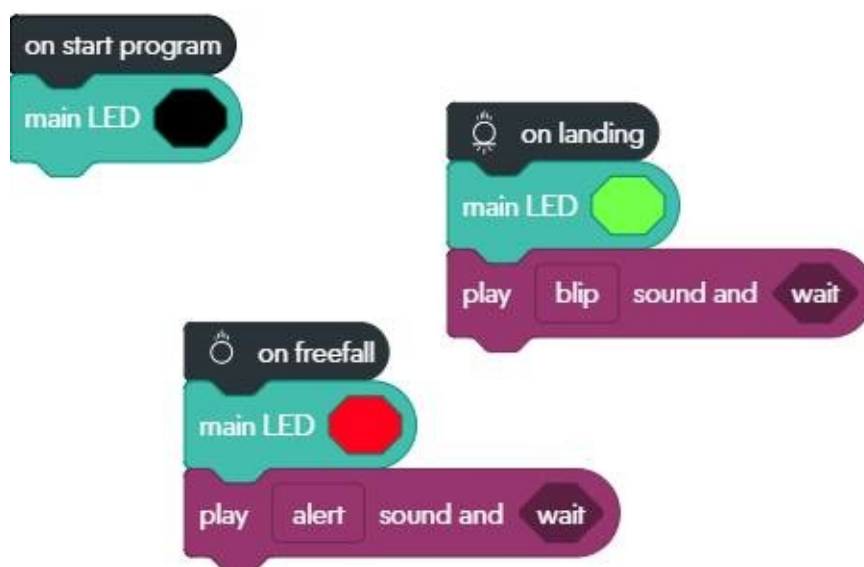 on start program
main LED
on landing
main LED
play blip sound and wait
on freefall
main LED
play alert sound and wait